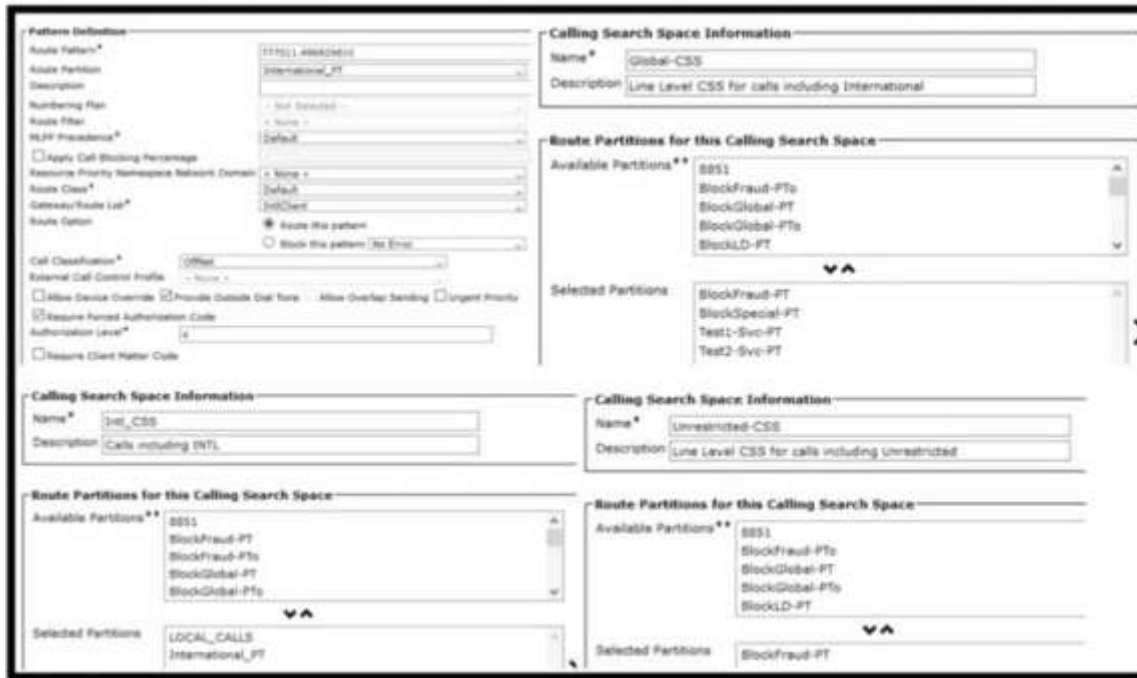 Pattern Definition
Route Pattern*
Route Partition International_PT
Description
Numbering Plan -- Not Selected --
Route Filter < None >
MLPP Precedence* Default
Apply Call Blocking Percentage
Resource Priority Namespace Network Domain < None >
Route Class* Default
Gateway/Route List* IntlClient
Route Option Route this pattern
Block this pattern No Error
Call Classification* OffNet
External Call Control Profile < None >
Allow Device Override Provide Outside Dial Tone Allow Overlap Sending Urgent Priority
Require Forced Authorization Code
Authorization Level*
Require Client Matter Code
Calling Search Space Information
Name* Global-CSS
Description Line Level CSS for calls including International
Route Partitions for this Calling Search Space
Available Partitions** 8851
BlockFraud-PTo
BlockGlobal-PT
BlockGlobal-PTo
BlockLD-PT
Selected Partitions BlockFraud-PT
BlockSpecial-PT
Test1-Svc-PT
Test2-Svc-PT
Calling Search Space Information
Name* Intl_CSS
Description Calls including INTL
Route Partitions for this Calling Search Space
Available Partitions** 8851
BlockFraud-PT
BlockFraud-PTo
BlockGlobal-PT
BlockGlobal-PTo
Selected Partitions LOCAL_CALLS
International_PT
Calling Search Space Information
Name* Unrestricted-CSS
Description Line Level CSS for calls including Unrestricted
Route Partitions for this Calling Search Space
Available Partitions** 8851
BlockFraud-PTo
BlockGlobal-PT
BlockGlobal-PTo
BlockLD-PT
Selected Partitions BlockFraud-PT